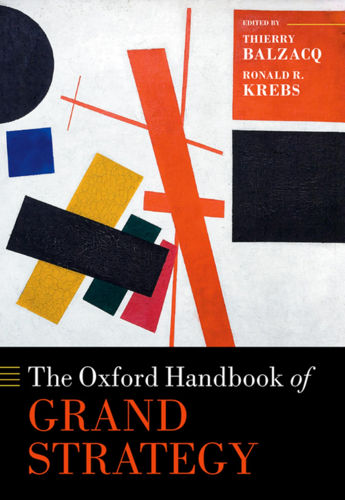 EDITED BY
THIERRY
BALZACQ
RONALD R.
KREBS
The Oxford Handbook of
GRAND
STRATEGY